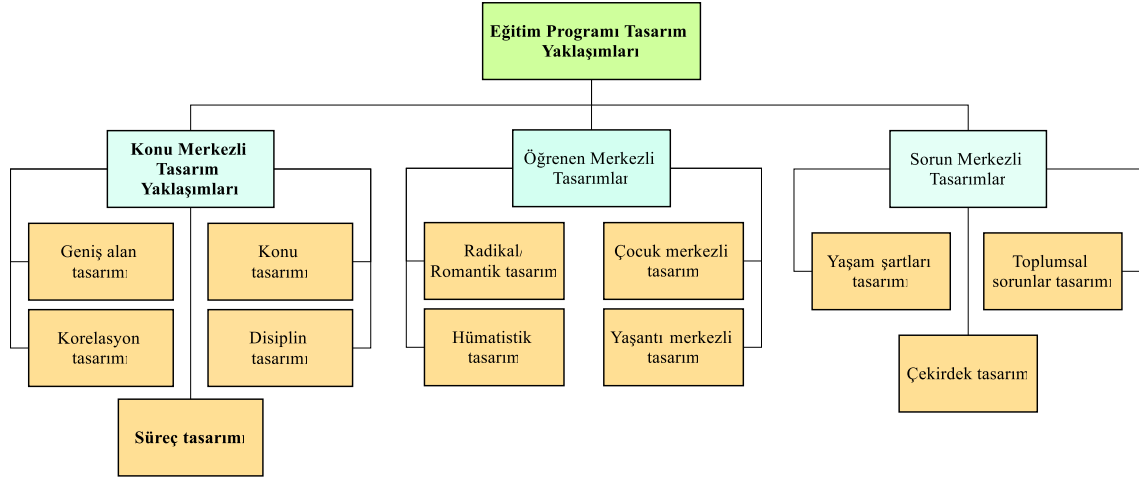 Eğitim Programı Tasarım
Yaklaşımları
Konu Merkezli
Tasarım
Yaklaşımları
Öğrenen Merkezli
Tasarımlar
Sorun Merkezli
Tasarımlar
Geniş alan
tasarımı
Konu
tasarımı
Korelasyon
tasarımı
Disiplin
tasarımı
Süreç tasarımı
Radikal/
Romantik tasarım
Çocuk merkezli
tasarım
Hümatistik
tasarım
Yaşantı merkezli
tasarım
Yaşam şartları
tasarımı
Toplumsal
sorunlar tasarımı
Çekirdek tasarım